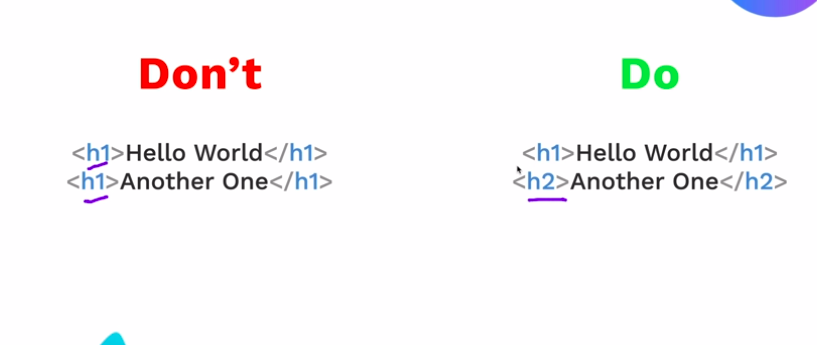 Don't
<h1>Hello World</h1>
<h1>Another One</h1>
Do
<h1>Hello World</h1>
<h2>Another One</h2>